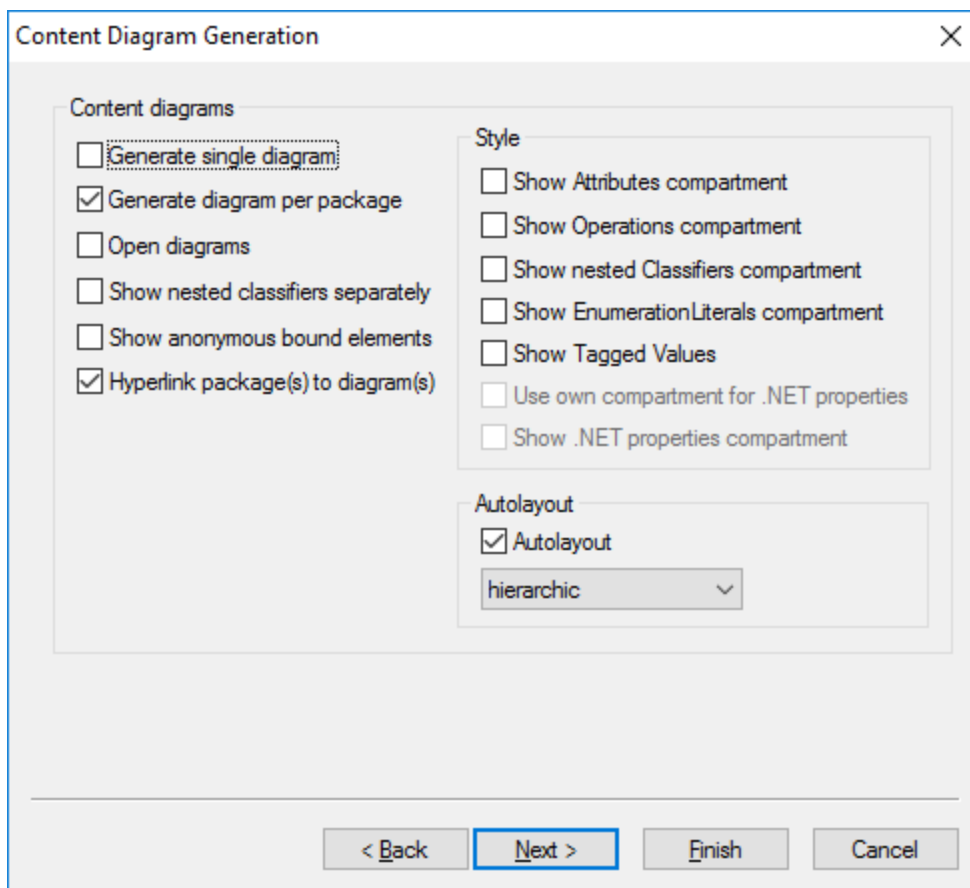 Content Diagram Generation
Content diagrams
Generate single diagram
Generate diagram per package
Open diagrams
Show nested classifiers separately
Show anonymous bound elements
Hyperlink package(s) to diagram(s)
Style
Show Attributes compartment
Show Operations compartment
Show nested Classifiers compartment
Show EnumerationLiterals compartment
Show Tagged Values
Use own compartment for .NET properties
Show .NET properties compartment
Autolayout
Autolayout
hierarchic
< Back
Next >
Finish
Cancel